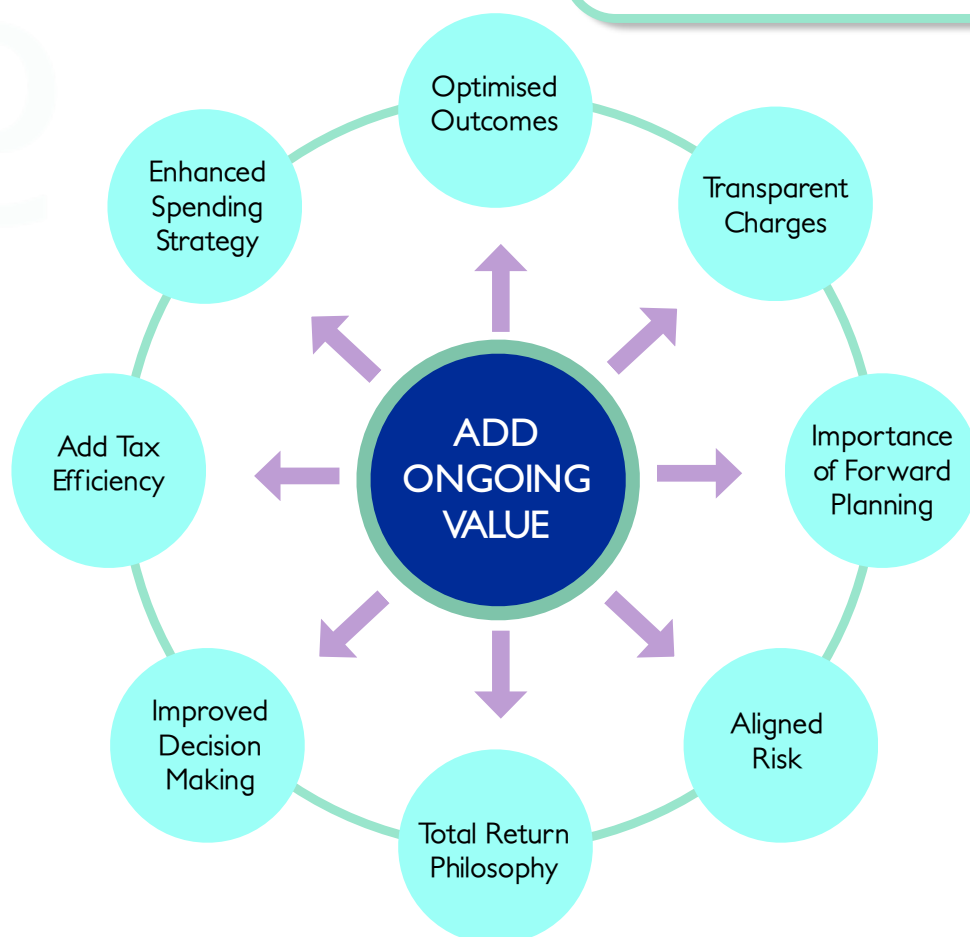 Optimised
Outcomes
Transparent
Charges
Importance
of Forward
Planning
Aligned
Risk
Total Return
Philosophy
Improved
Decision
Making
Add Tax
Efficiency
Enhanced
Spending
Strategy
ADD
ONGOING
VALUE